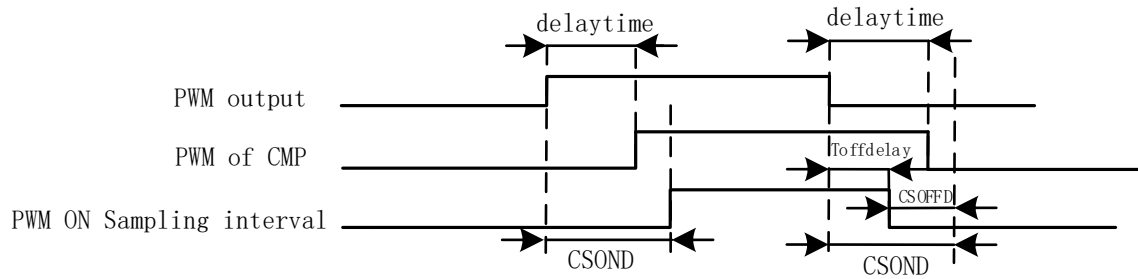 delaytime
delaytime
PWM output
PWM of CMP
Toffdelay
CSOFFD
PWM ON Sampling interval
CSOND
CSOND